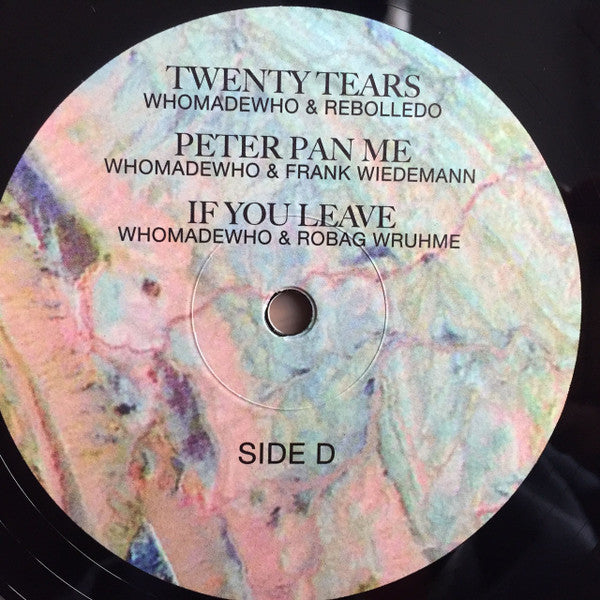 TWENTY TEARS
WHOMADEWHO & REBOLLEDO
PETER PAN ME
WHOMADEWHO & FRANK WIEDEMANN
IF YOU LEAVE
WHOMADEWHO & ROBAG WRUHME
SIDE D